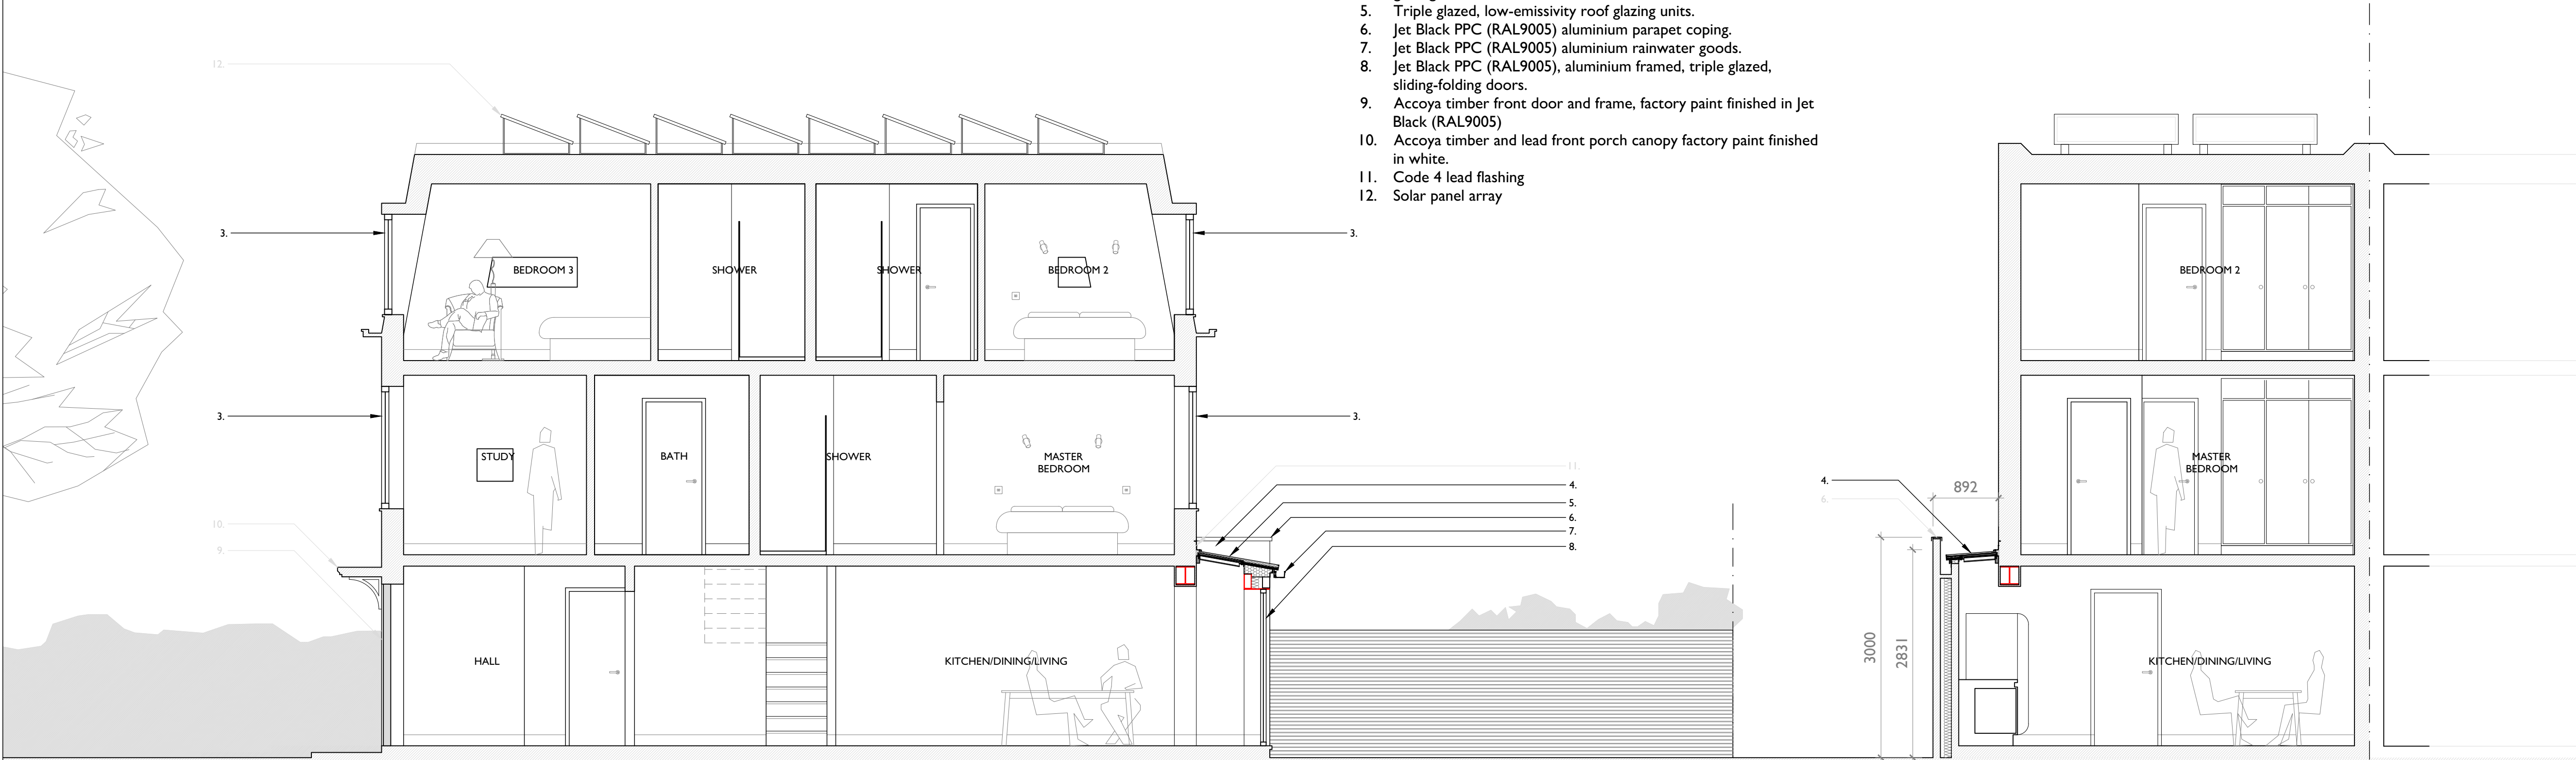 5. Triple glazed, low-emissivity roof glazing units.
6. Jet Black PPC (RAL9005) aluminium parapet coping.
7. Jet Black PPC (RAL9005) aluminium rainwater goods.
8. Jet Black PPC (RAL9005), aluminium framed, triple glazed,
sliding-folding doors.
9. Accoya timber front door and frame, factory paint finished in Jet
Black (RAL9005)
10. Accoya timber and lead front porch canopy factory paint finished
in white.
11. Code 4 lead flashing
12. Solar panel array
12.
3.
3.
BEDROOM 3
SHOWER
SHOWER
BEDROOM 2
BEDROOM 2
3.
3.
STUDY
BATH
SHOWER
MASTER
BEDROOM
MASTER
BEDROOM
11.
4.
5.
6.
7.
8.
4.
6.
892
10.
9.
3000
2831
HALL
KITCHEN/DINING/LIVING
KITCHEN/DINING/LIVING